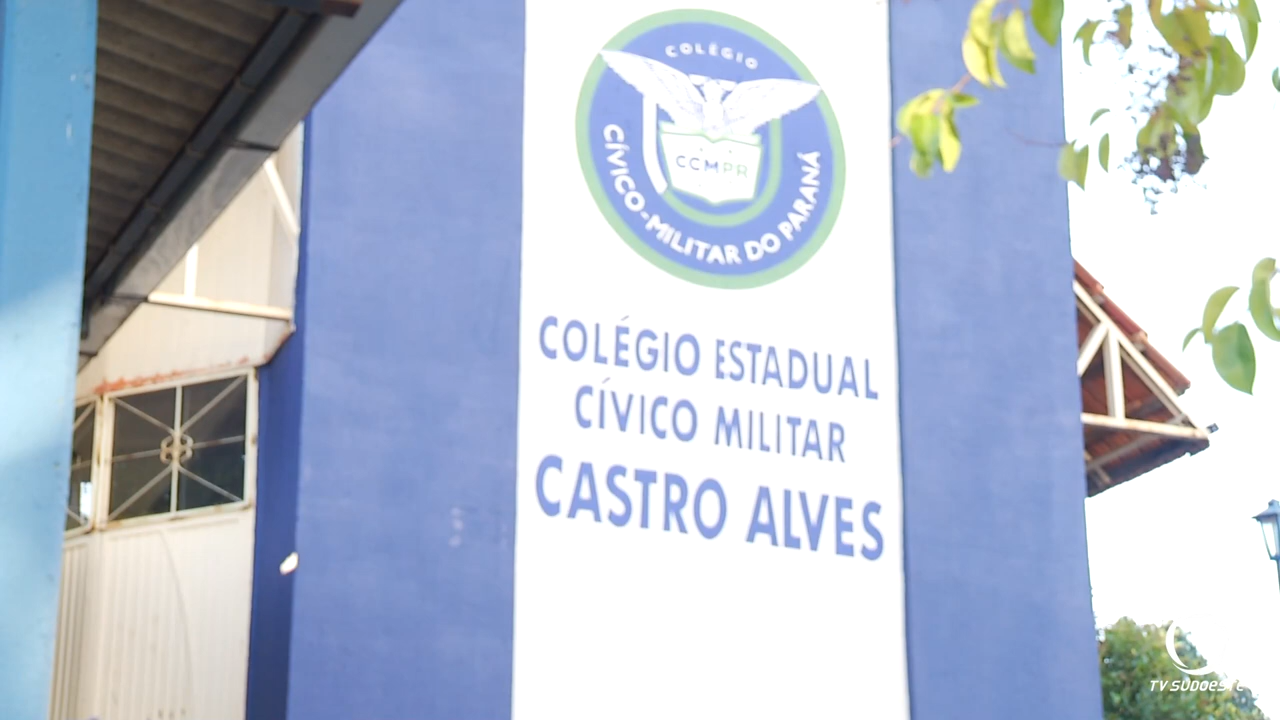 COLÉGIO
CCMPR
CÍVICO-MILITAR DO PARANÁ
COLÉGIO ESTADUAL
CÍVICO MILITAR
CASTRO ALVES
TV SUDOESTE